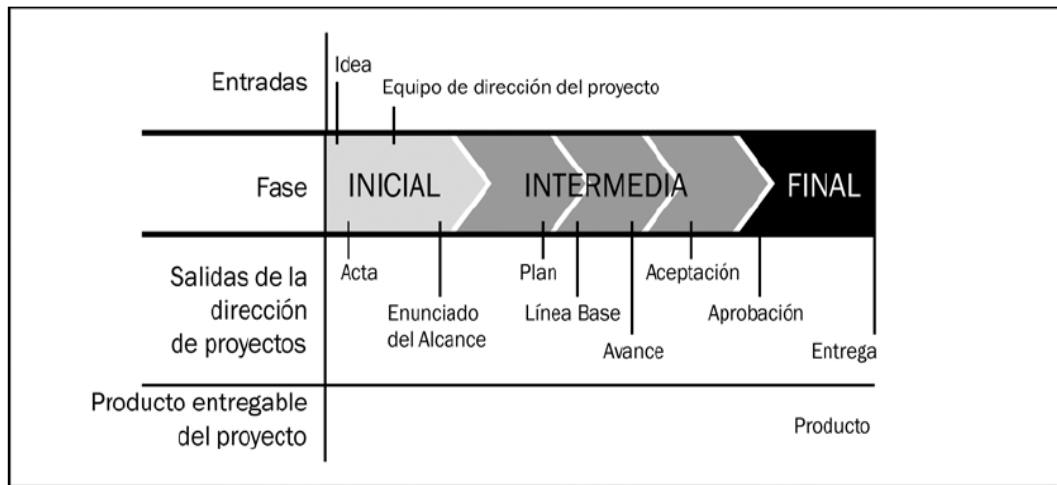 Idea
Entradas
Equipo de dirección del proyecto
Fase
INICIAL
INTERMEDIA
FINAL
Salidas de la
dirección
de proyectos
Acta
Enunciado
del Alcance
Plan
Línea Base
Avance
Aceptación
Aprobación
Entrega
Producto entregable
del proyecto
Producto